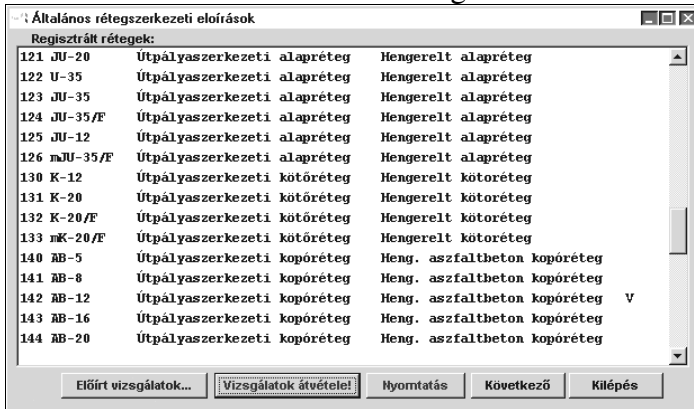 Általános rétegszerkezeti eloírások
Regisztrált rétegek:
121 JU-20 Útpályaszerkezeti alapréteg Hengerelt alapréteg
122 U-35 Útpályaszerkezeti alapréteg Hengerelt alapréteg
123 JU-35 Útpályaszerkezeti alapréteg Hengerelt alapréteg
124 JU-35/F Útpályaszerkezeti alapréteg Hengerelt alapréteg
125 JU-12 Útpályaszerkezeti alapréteg Hengerelt alapréteg
126 mJU-35/F Útpályaszerkezeti alapréteg Hengerelt alapréteg
130 K-12 Útpályaszerkezeti kötőréteg Hengerelt kötoréteg
131 K-20 Útpályaszerkezeti kötőréteg Hengerelt kötoréteg
132 K-20/F Útpályaszerkezeti kötőréteg Hengerelt kötoréteg
133 mK-20/F Útpályaszerkezeti kötőréteg Hengerelt kötoréteg
140 AB-5 Útpályaszerkezeti kopóréteg Heng. aszfaltbeton kopóréteg
141 AB-8 Útpályaszerkezeti kopóréteg Heng. aszfaltbeton kopóréteg
142 AB-12 Útpályaszerkezeti kopóréteg Heng. aszfaltbeton kopóréteg V
143 AB-16 Útpályaszerkezeti kopóréteg Heng. aszfaltbeton kopóréteg
144 AB-20 Útpályaszerkezeti kopóréteg Heng. aszfaltbeton kopóréteg
Előírt vizsgálatok... Vizsgálatok átvétele! Nyomtatás Következő Kilépés